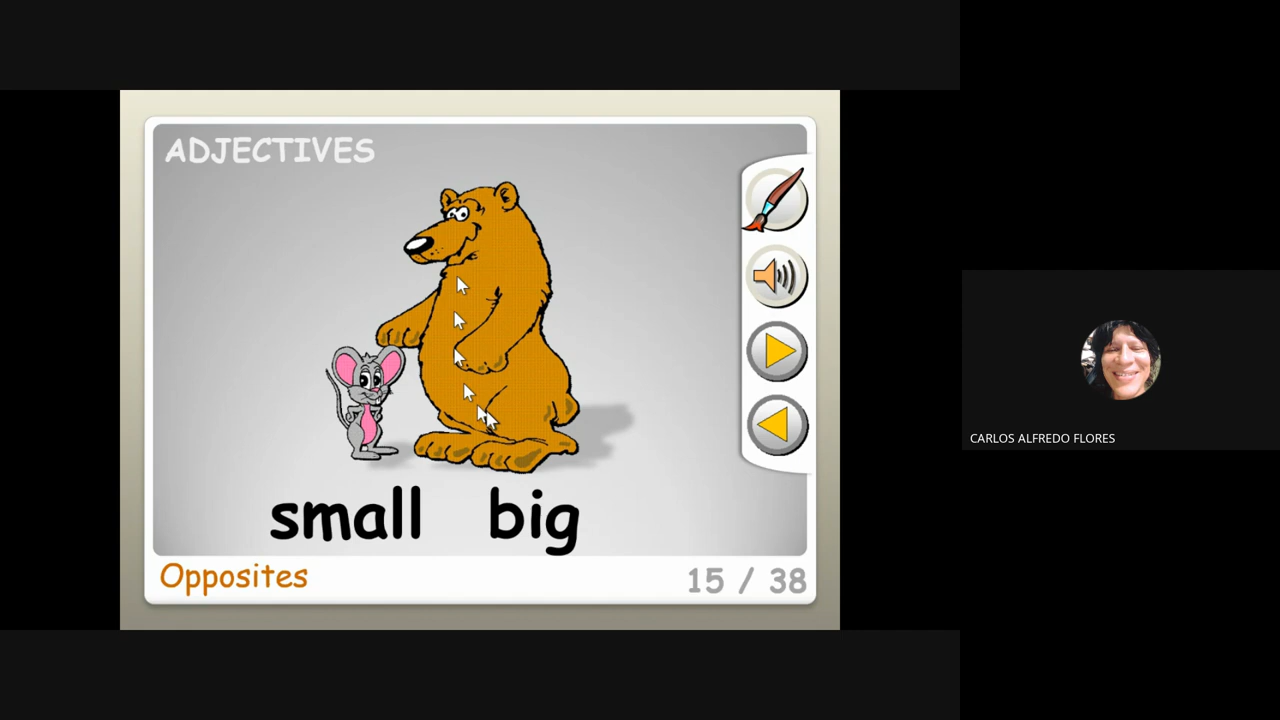 ADJECTIVES
small big
Opposites
15 / 38
CARLOS ALFREDO FLORES